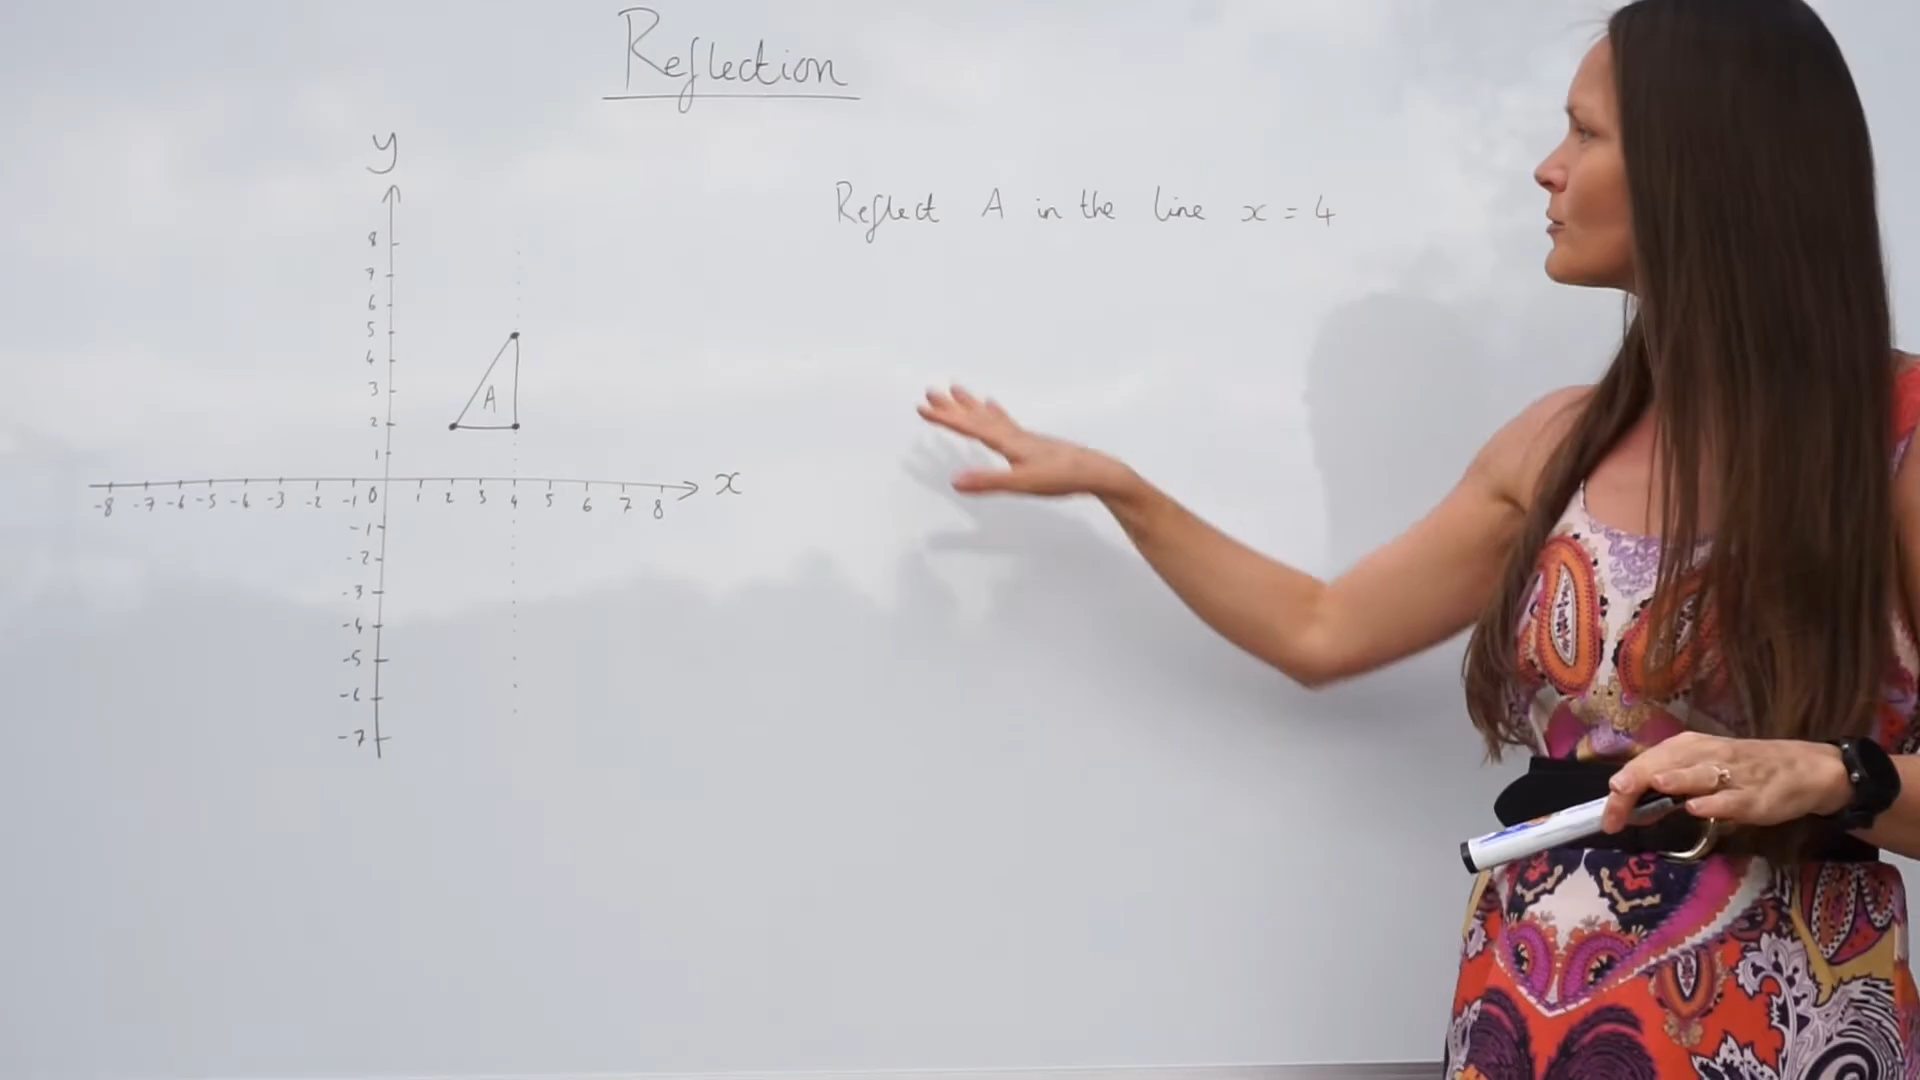 Reflection
y
Reflect A in the line x = 4
8
7
6
5
4
3
A
2
1
x
-8 -7 -6 -5 -4 -3 -2 -1 0 1 2 3 4 5 6 7 8
-1
-2
-3
-4
-5
-6
-7